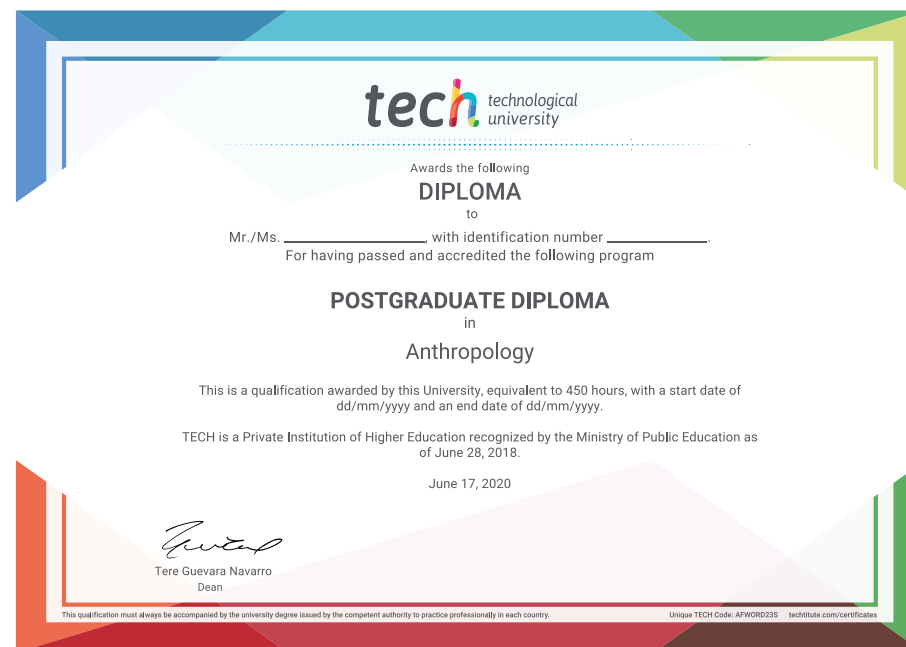 tech technological
university
Awards the following
DIPLOMA
to
Mr./Ms. ____________________, with identification number ______________.
For having passed and accredited the following program
POSTGRADUATE DIPLOMA
in
Anthropology
This is a qualification awarded by this University, equivalent to 450 hours, with a start date of
dd/mm/yyyy and an end date of dd/mm/yyyy.
TECH is a Private Institution of Higher Education recognized by the Ministry of Public Education as
of June 28, 2018.
June 17, 2020
Tere Guevara Navarro
Dean
This qualification must always be accompanied by the university degree issued by the competent authority to practice professionally in each country. Unique TECH Code: AFWORD23S techtitute.com/certificates